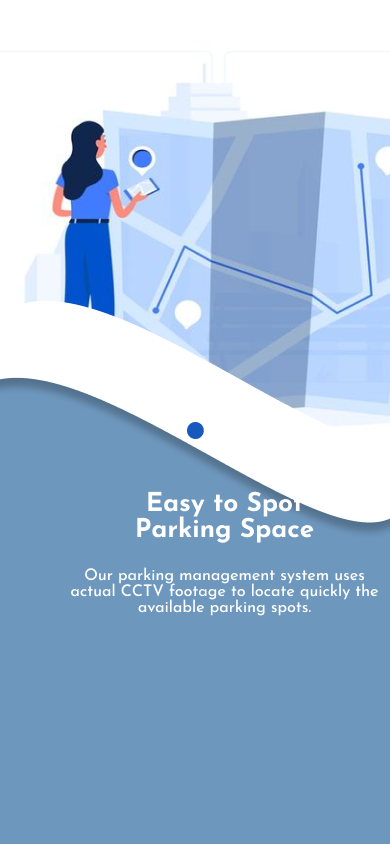 Easy to Spot
Parking Space
Our parking management system uses
actual CCTV footage to locate quickly the
available parking spots.